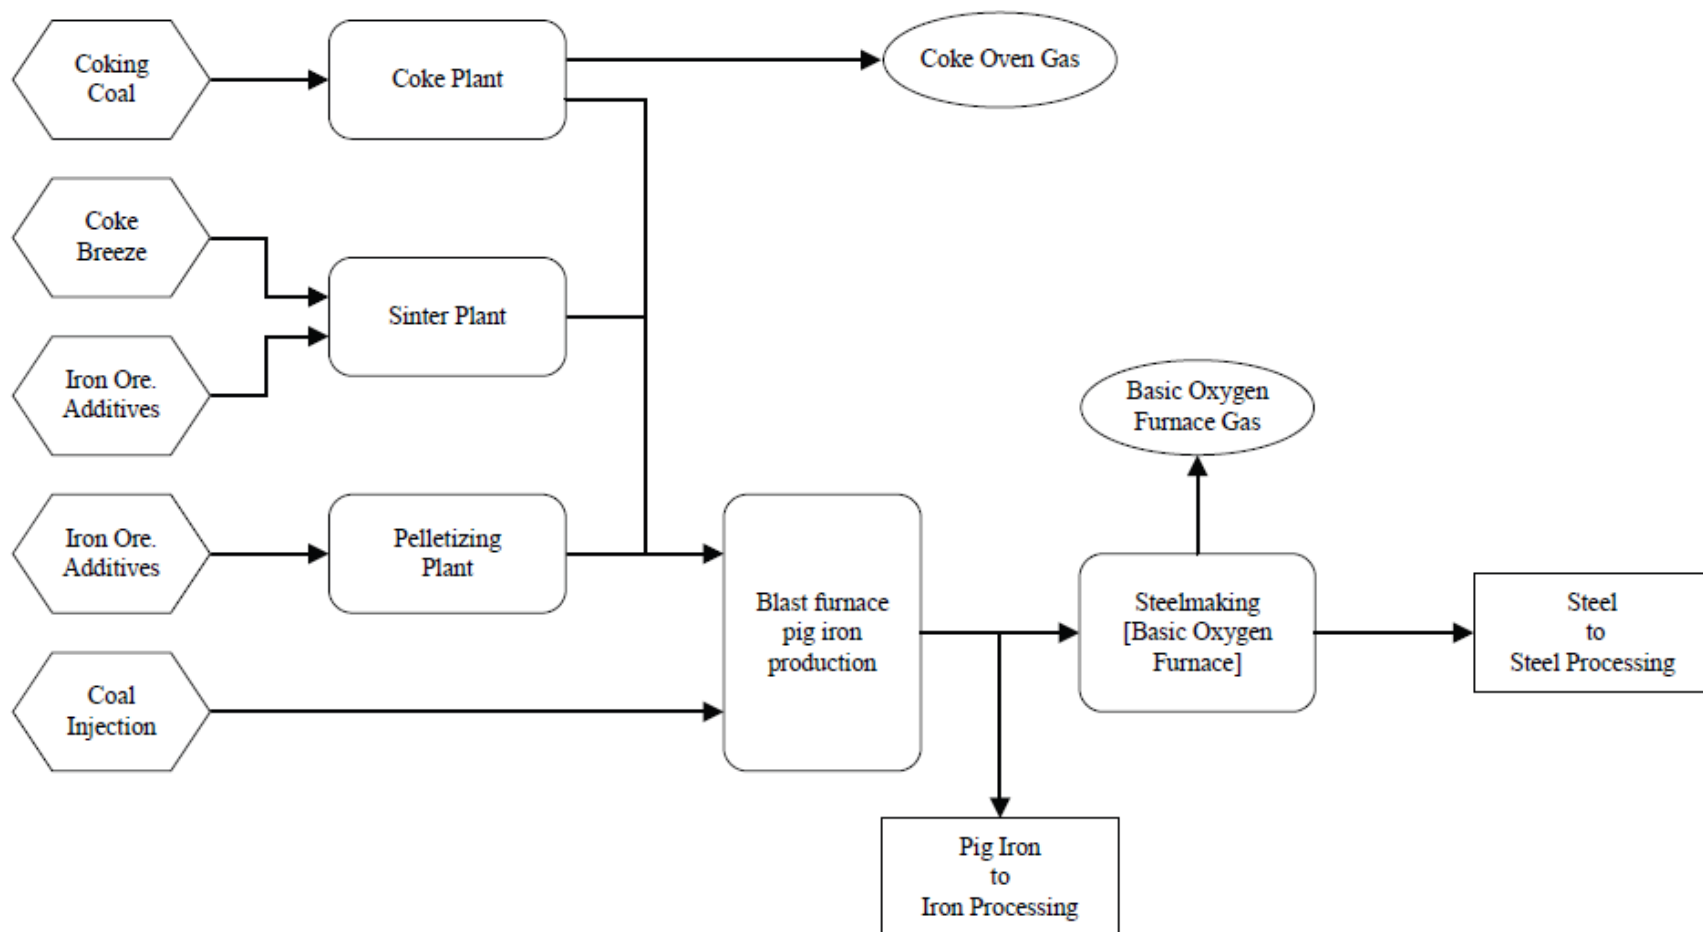 Coking
Coal
Coke Plant
Coke Oven Gas
Coke
Breeze
Sinter Plant
Iron Ore.
Additives
Basic Oxygen
Furnace Gas
Iron Ore.
Additives
Pelletizing
Plant
Blast furnace
pig iron
production
Steelmaking
[Basic Oxygen
Furnace]
Steel
to
Steel Processing
Coal
Injection
Pig Iron
to
Iron Processing